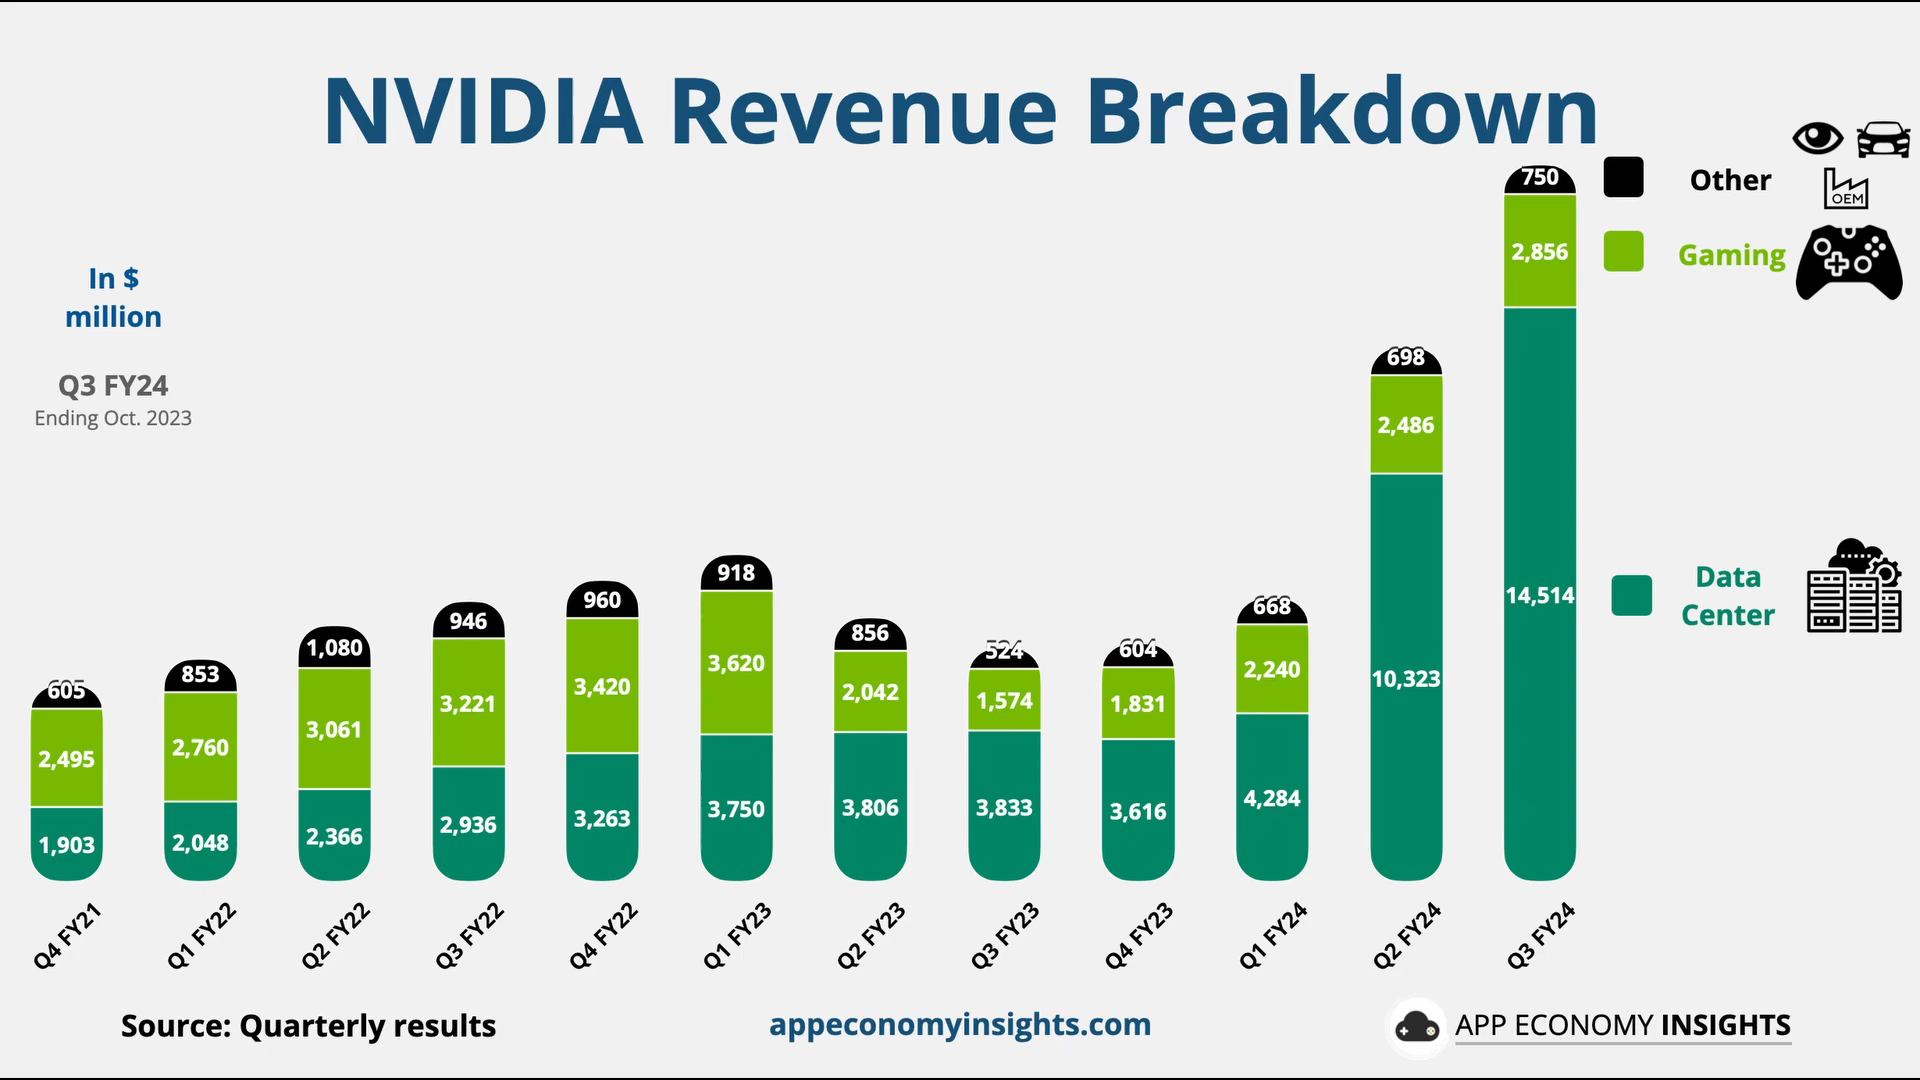 NVIDIA Revenue Breakdown
In $
million
Q3 FY24
Ending Oct. 2023
Other
OEM
Gaming
Data
Center
605
2,495
1,903
853
2,760
2,048
1,080
3,061
2,366
946
3,221
2,936
960
3,420
3,263
918
3,620
3,750
856
2,042
3,806
524
1,574
3,833
604
1,831
3,616
668
2,240
4,284
698
2,486
10,323
750
2,856
14,514
Q4 FY21
Q1 FY22
Q2 FY22
Q3 FY22
Q4 FY22
Q1 FY23
Q2 FY23
Q3 FY23
Q4 FY23
Q1 FY24
Q2 FY24
Q3 FY24
Source: Quarterly results
appeconomyinsights.com
APP ECONOMY INSIGHTS